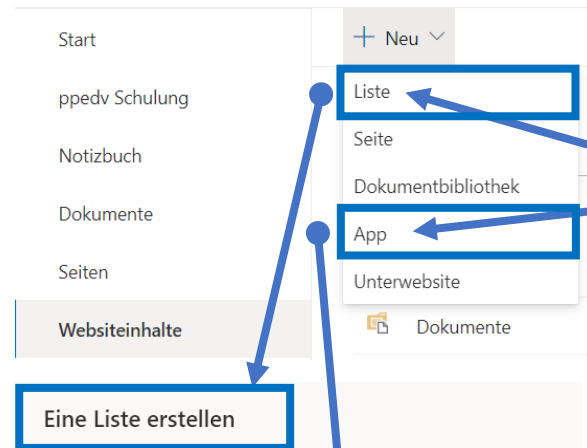 Start
ppedv Schulung
Notizbuch
Dokumente
Seiten
Websiteinhalte
Neu
Liste
Seite
Dokumentbibliothek
App
Unterwebsite
Dokumente
Eine Liste erstellen